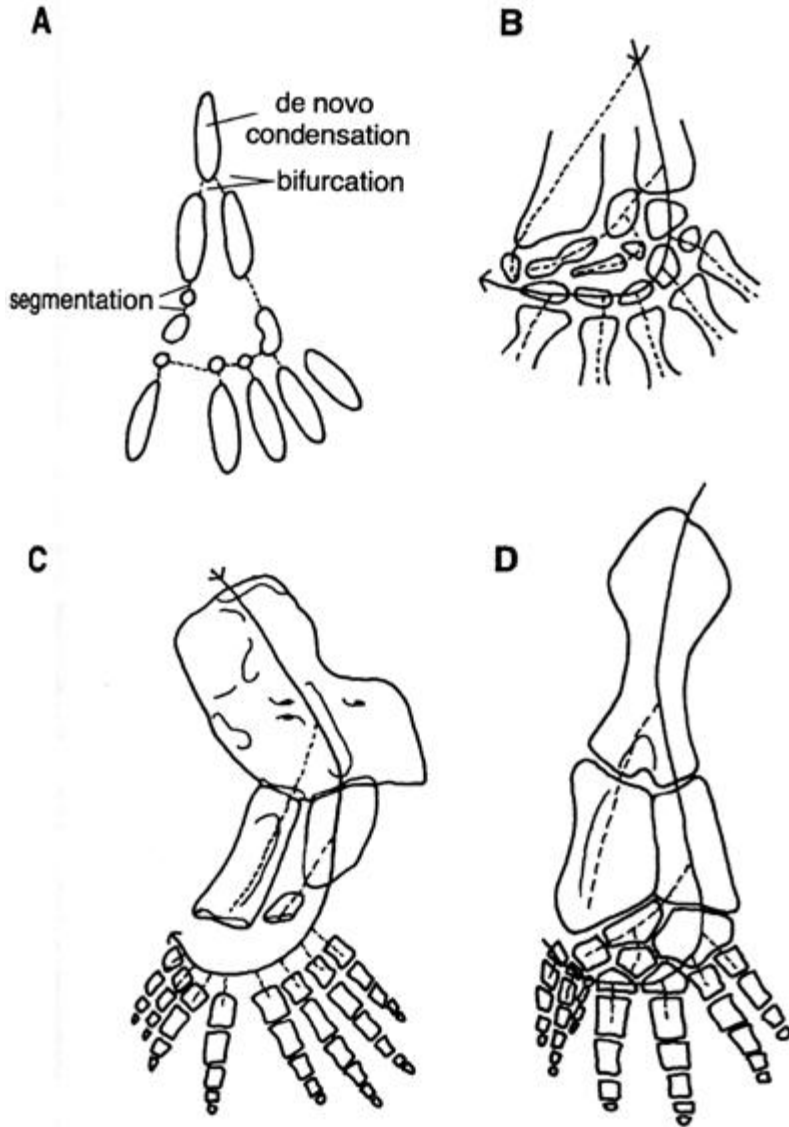 A
B
de novo
condensation
bifurcation
segmentation
C
D